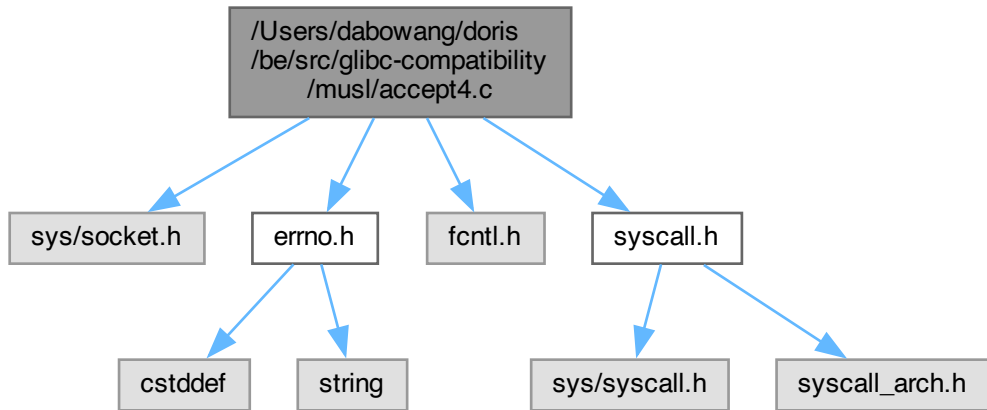 /Users/dabowang/doris
/be/src/glibc-compatibility
/musl/accept4.c
sys/socket.h
errno.h
fcntl.h
syscall.h
cstddef
string
sys/syscall.h
syscall_arch.h